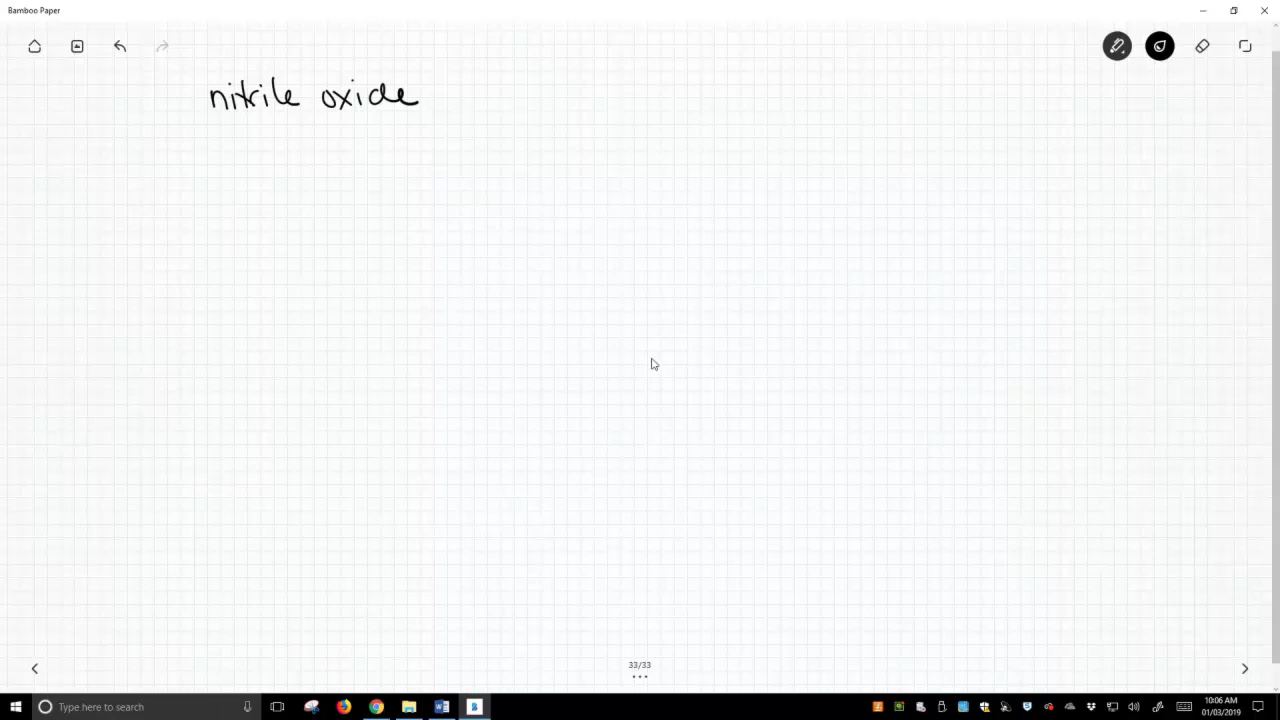 Bamboo Paper
nitrile oxide
33/33
Type here to search
10:06 AM
01/03/2019